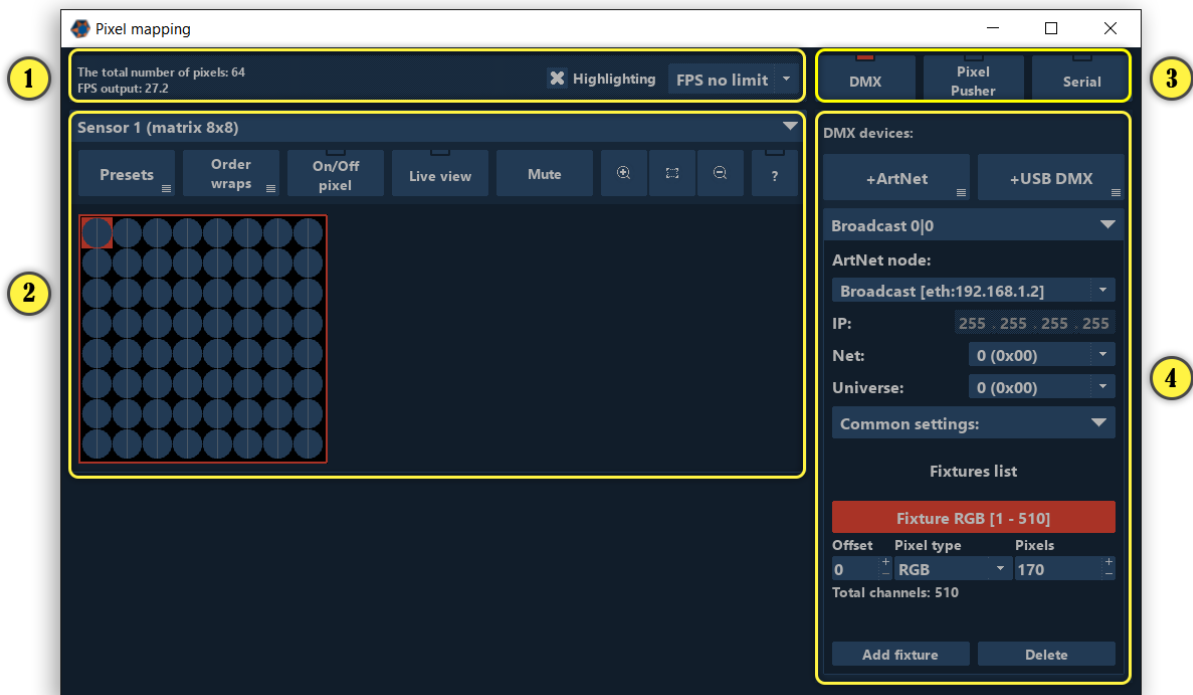 Pixel mapping
1
The total number of pixels: 64
FPS output: 27.2
Highlighting
FPS no limit
DMX
Pixel
Pusher
Serial
3
Sensor 1 (matrix 8x8)
Presets
Order
wraps
On/Off
pixel
Live view
Mute
?
2
DMX devices:
+ArtNet
+USB DMX
Broadcast 0|0
ArtNet node:
Broadcast [eth:192.168.1.2]
IP: 255 . 255 . 255 . 255
Net: 0 (0x00)
Universe: 0 (0x00)
4
Common settings:
Fixtures list
Fixture RGB [1 - 510]
Offset Pixel type Pixels
0 + - RGB 170 + -
Total channels: 510
Add fixture
Delete